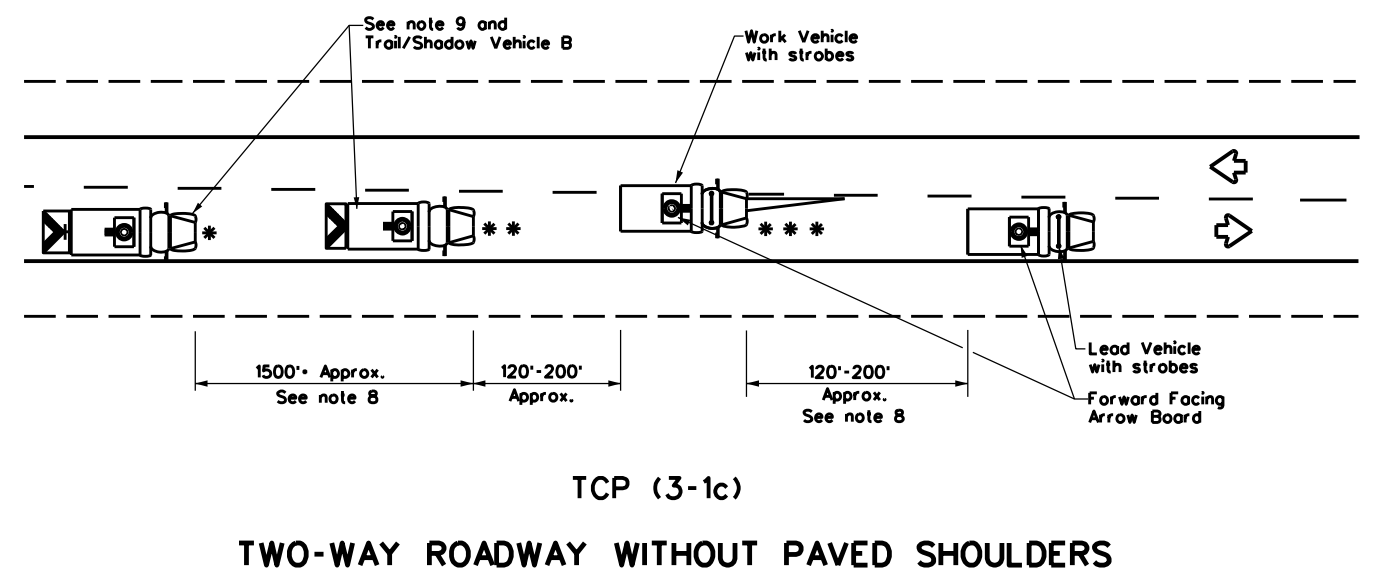 See note 9 and
Trail/Shadow Vehicle B
Work Vehicle
with strobes
*
* *
* * *
Lead Vehicle
with strobes
Forward Facing
Arrow Board
1500'+ Approx.
See note 8
120'-200'
Approx.
120'-200'
Approx.
See note 8
TCP (3-1c)
TWO-WAY ROADWAY WITHOUT PAVED SHOULDERS